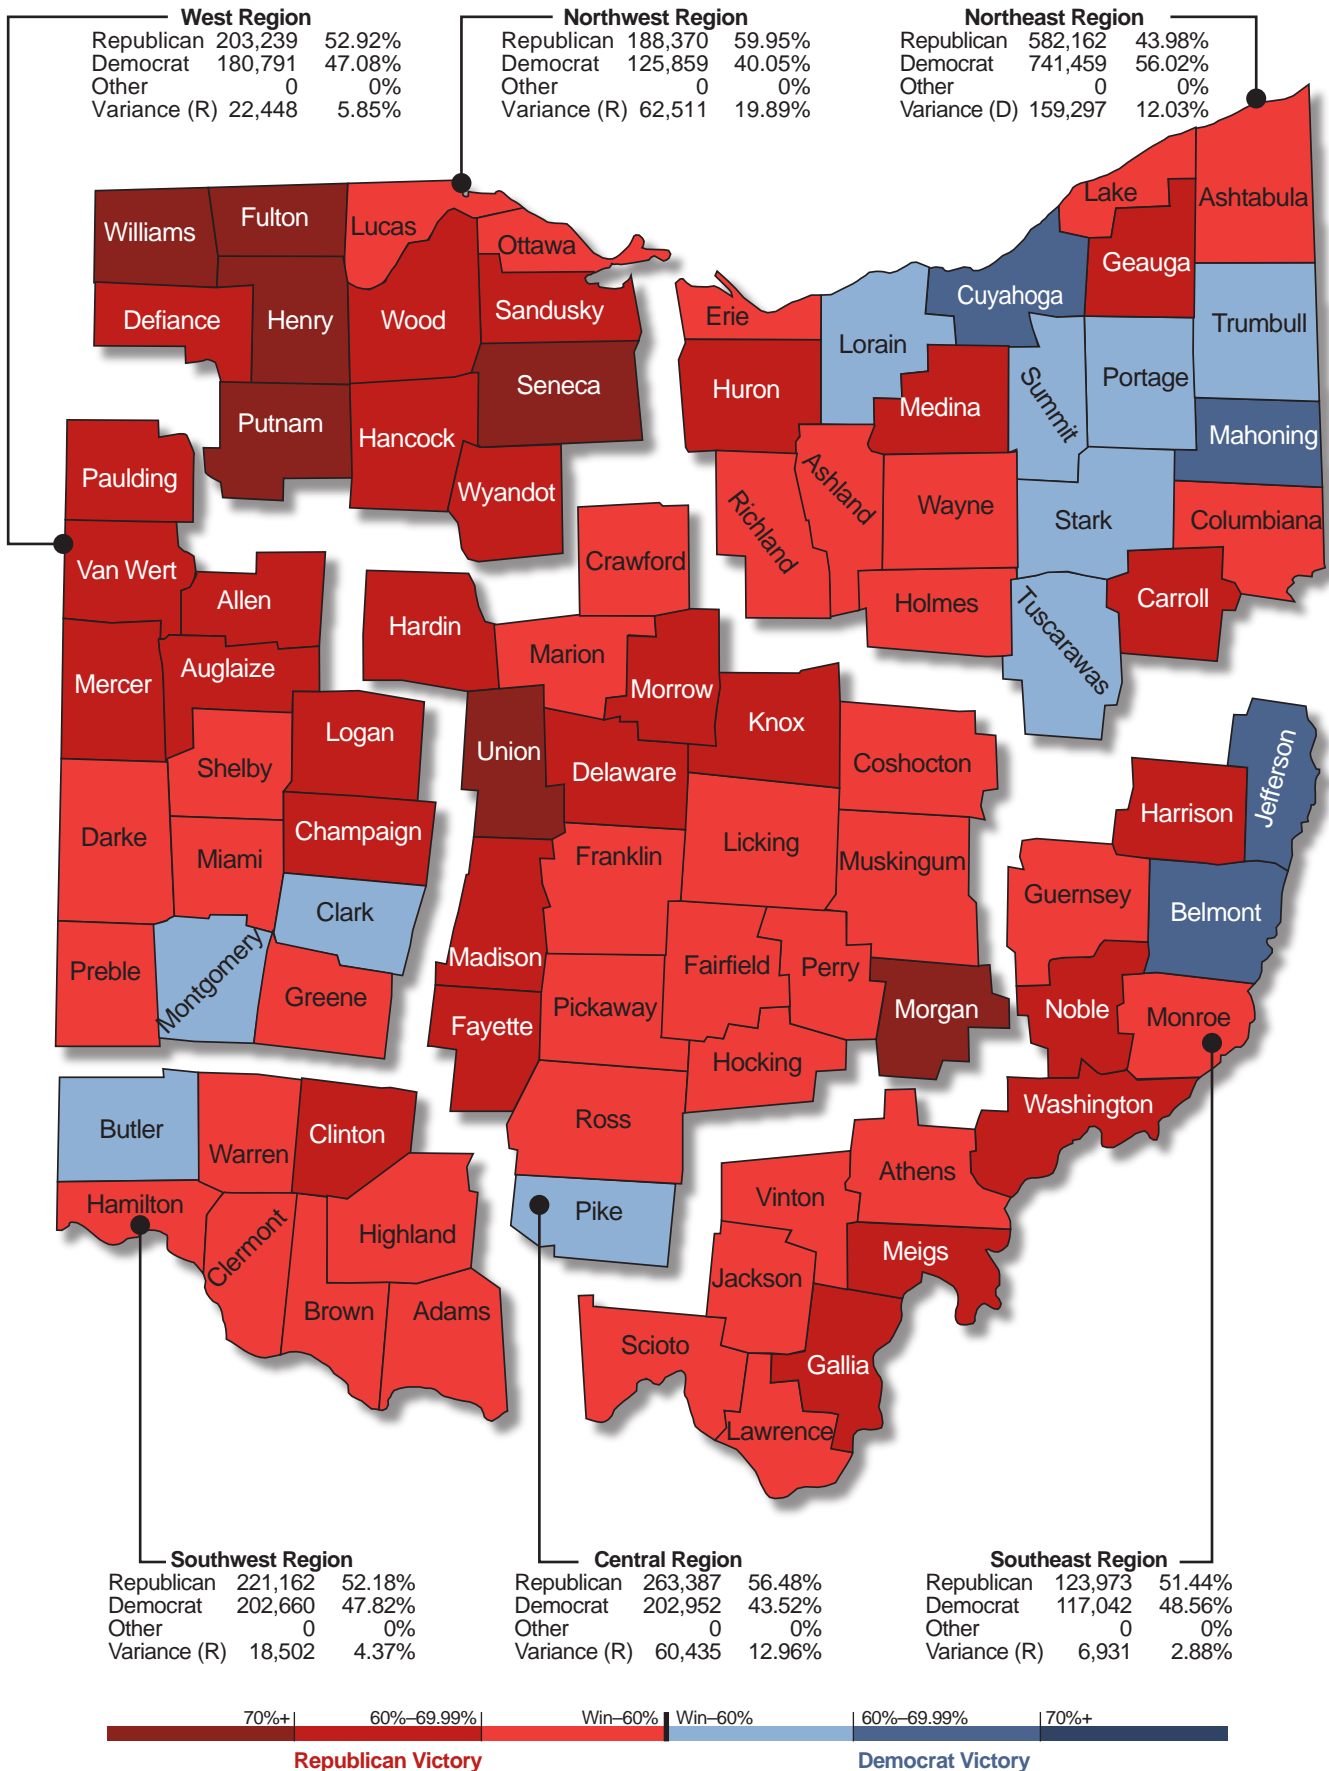 West Region
Republican 203,239 52.92%
Democrat 180,791 47.08%
Other 0 0%
Variance (R) 22,448 5.85%
Northwest Region
Republican 188,370 59.95%
Democrat 125,859 40.05%
Other 0 0%
Variance (R) 62,511 19.89%
Northeast Region
Republican 582,162 43.98%
Democrat 741,459 56.02%
Other 0 0%
Variance (D) 159,297 12.03%
Williams
Fulton
Lucas
Ottawa
Defiance
Henry
Wood
Sandusky
Seneca
Putnam
Hancock
Wyandot
Lake
Ashtabula
Geauga
Cuyahoga
Trumbull
Erie
Lorain
Huron
Medina
Summit
Portage
Mahoning
Richland
Ashland
Wayne
Stark
Columbiana
Holmes
Tuscarawas
Carroll
Paulding
Van Wert
Allen
Mercer
Auglaize
Logan
Shelby
Darke
Miami
Champaign
Clark
Preble
Montgomery
Greene
Crawford
Hardin
Marion
Morrow
Union
Delaware
Knox
Coshocton
Franklin
Licking
Muskingum
Madison
Fairfield
Perry
Pickaway
Morgan
Fayette
Hocking
Ross
Pike
Jefferson
Harrison
Guernsey
Belmont
Noble
Monroe
Washington
Athens
Vinton
Meigs
Jackson
Gallia
Scioto
Lawrence
Butler
Warren
Clinton
Hamilton
Clermont
Highland
Brown
Adams
Southwest Region
Republican 221,162 52.18%
Democrat 202,660 47.82%
Other 0 0%
Variance (R) 18,502 4.37%
Central Region
Republican 263,387 56.48%
Democrat 202,952 43.52%
Other 0 0%
Variance (R) 60,435 12.96%
Southeast Region
Republican 123,973 51.44%
Democrat 117,042 48.56%
Other 0 0%
Variance (R) 6,931 2.88%
70%+ 60%–69.99% Win–60% Win–60% 60%–69.99% 70%+
Republican Victory Democrat Victory